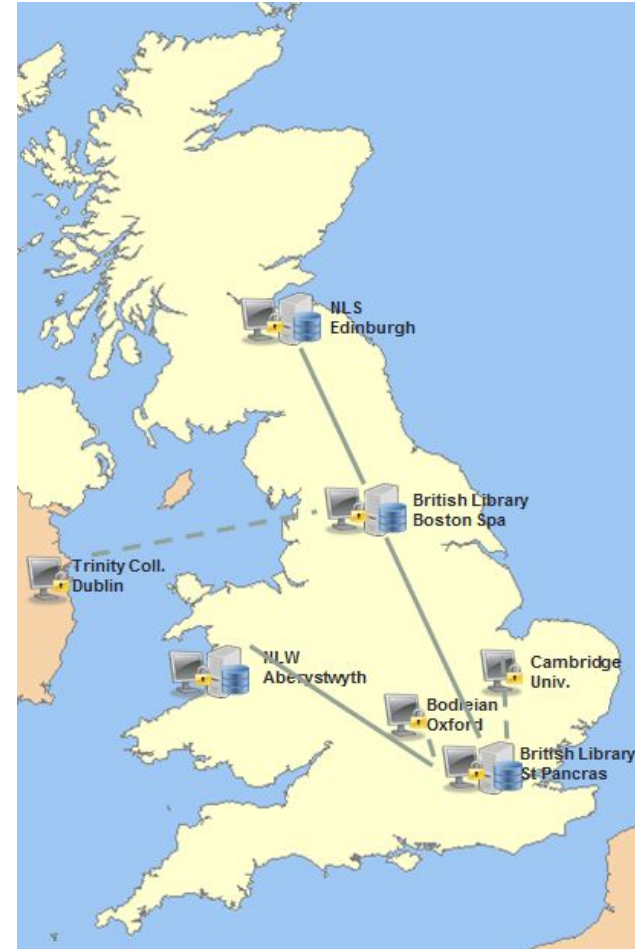 NLS
Edinburgh
British Library
Boston Spa
Trinity Coll.
Dublin
NLW
Aberystwyth
Cambridge
Univ.
Bodleian
Oxford
British Library
St Pancras